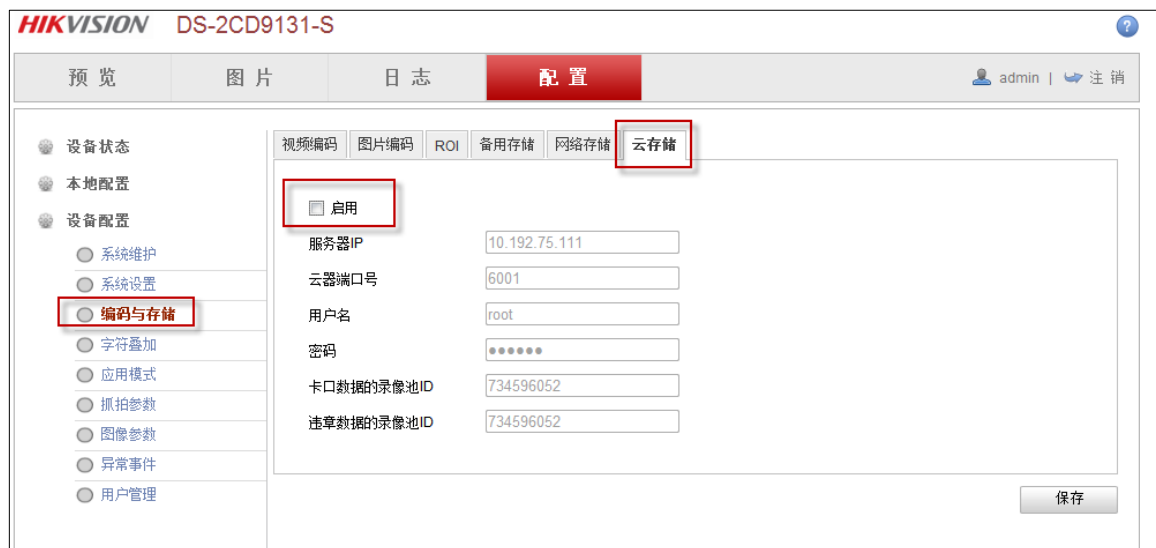 HIKVISION DS-2CD9131-S
预览 图片 日志 配置 admin | 注销
视频编码 图片编码 ROI 备用存储 网络存储 云存储
设备状态
本地配置
设备配置
系统维护
系统设置
编码与存储
字符叠加
应用模式
抓拍参数
图像参数
异常事件
用户管理
启用
服务器IP 10.192.75.111
云器端口号 6001
用户名 root
密码 ●●●●●●
卡口数据的录像池ID 734596052
违章数据的录像池ID 734596052
保存